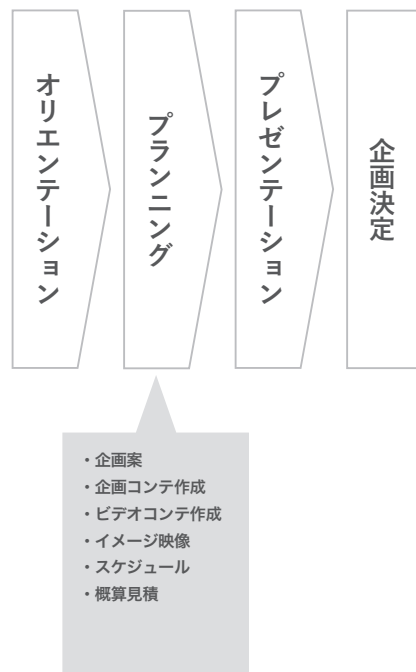 オリエンテーション
プランニング
プレゼンテーション
企画決定
・企画案
・企画コンテ作成
・ビデオコンテ作成
・イメージ映像
・スケジュール
・概算見積